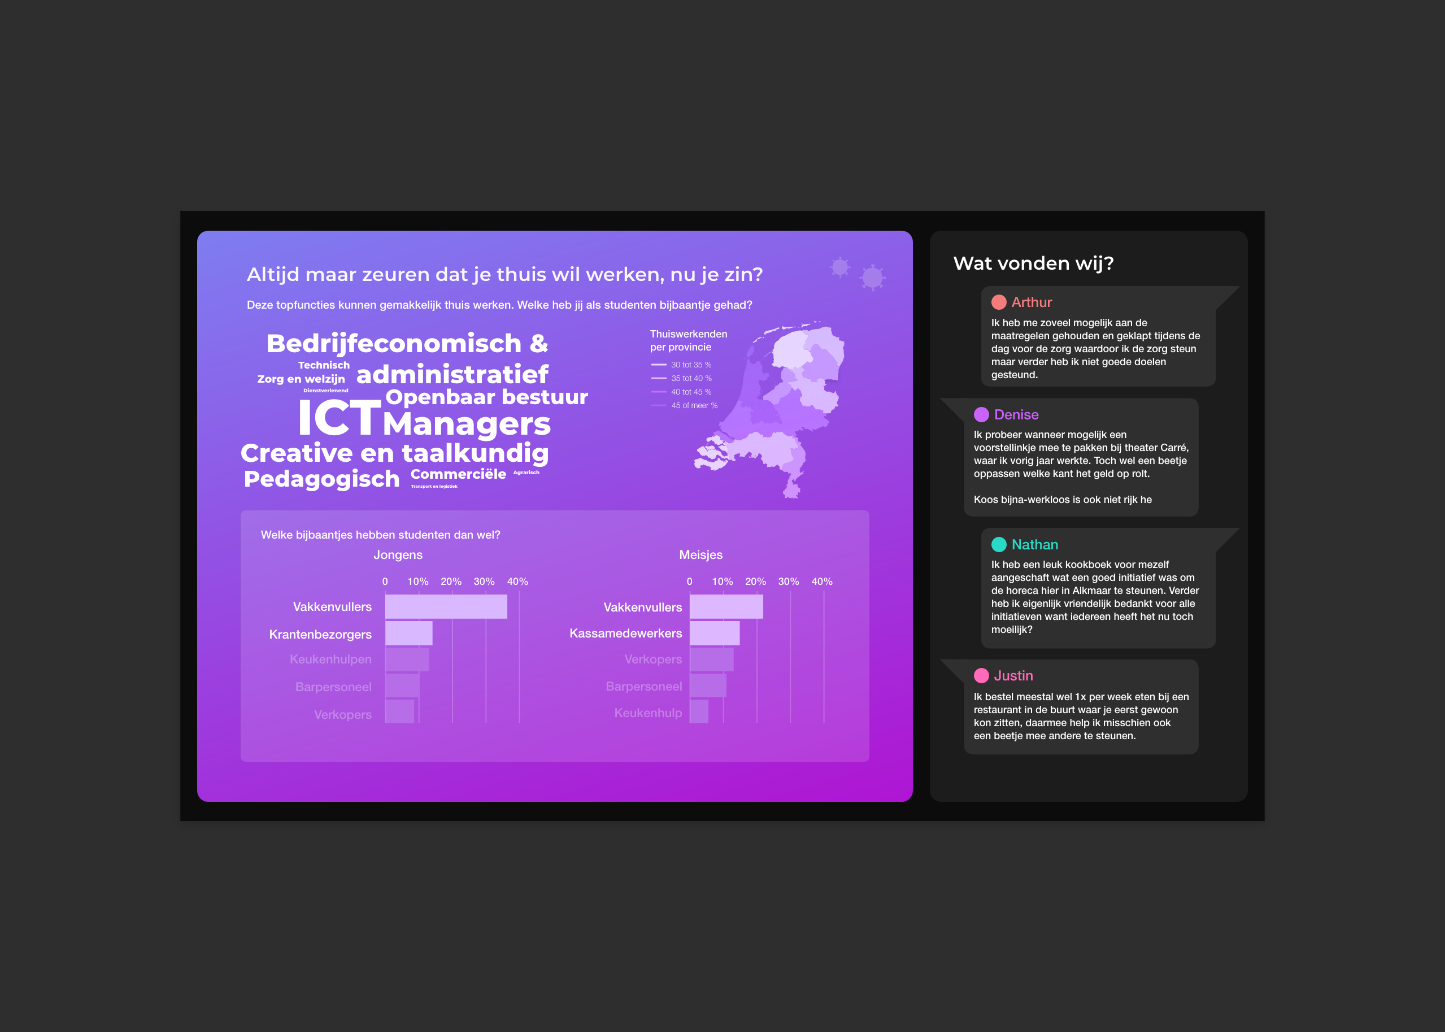 Altijd maar zeuren dat je thuis wil werken, nu je zin?
Deze topfuncties kunnen gemakkelijk thuis werken. Welke heb jij als studenten bijbaantje gehad?
Bedrijfeconomisch &
Technisch
Zorg en welzijn
administratief
Dienstverlenend
Openbaar bestuur
ICT
Managers
Creative en taalkundig
Pedagogisch
Commerciële
Agrarisch
Transport en logistiek
Thuiswerkenden
per provincie
30 tot 35 %
35 tot 40 %
40 tot 45 %
45 of meer %
Welke bijbaantjes hebben studenten dan wel?
Jongens
0 10% 20% 30% 40%
Vakkenvullers
Krantenbezorgers
Keukenhulpen
Barpersoneel
Verkopers
Meisjes
0 10% 20% 30% 40%
Vakkenvullers
Kassamedewerkers
Verkopers
Barpersoneel
Keukenhulp
Wat vonden wij?
Arthur
Ik heb me zoveel mogelijk aan de
maatregelen gehouden en geklapt tijdens de
dag voor de zorg waardoor ik de zorg steun
maar verder heb ik niet goede doelen
gesteund.
Denise
Ik probeer wanneer mogelijk een
voorstellinkje mee te pakken bij theater Carré,
waar ik vorig jaar werkte. Toch wel een beetje
oppassen welke kant het geld op rolt.
Koos bijna-werkloos is ook niet rijk he
Nathan
Ik heb een leuk kookboek voor mezelf
aangeschaft wat een goed initiatief was om
de horeca hier in Alkmaar te steunen. Verder
heb ik eigenlijk vriendelijk bedankt voor alle
initiatieven want iedereen heeft het nu toch
moeilijk?
Justin
Ik bestel meestal wel 1x per week eten bij een
restaurant in de buurt waar je eerst gewoon
kon zitten, daarmee help ik misschien ook
een beetje mee andere te steunen.